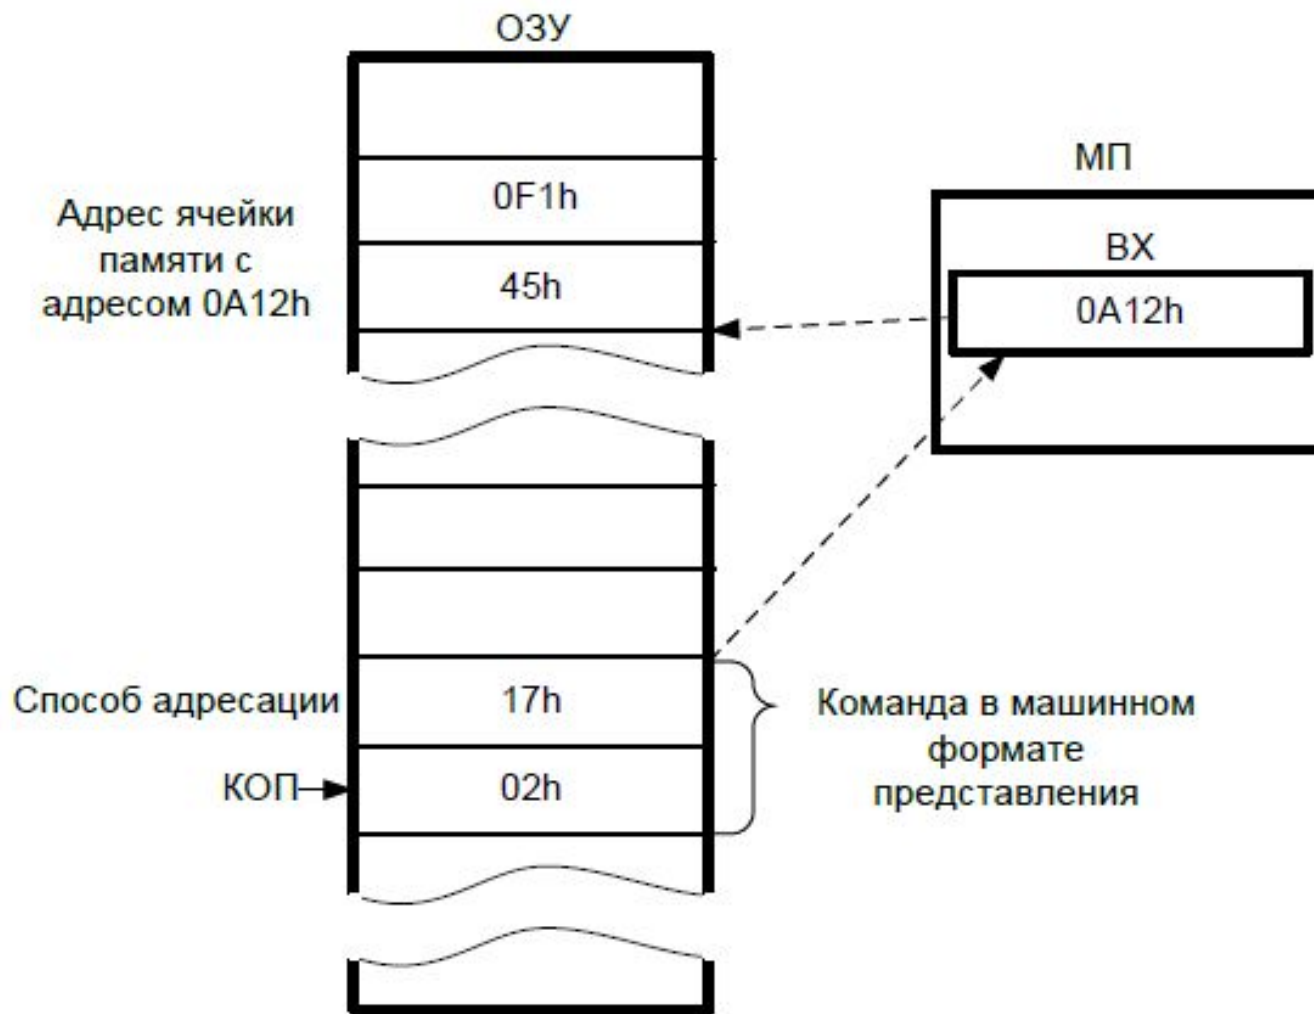 ОЗУ
МП
0F1h
Адрес ячейки
памяти с
адресом 0A12h
45h
ВХ
0A12h
Способ адресации
17h
КОП
02h
Команда в машинном
формате
представления